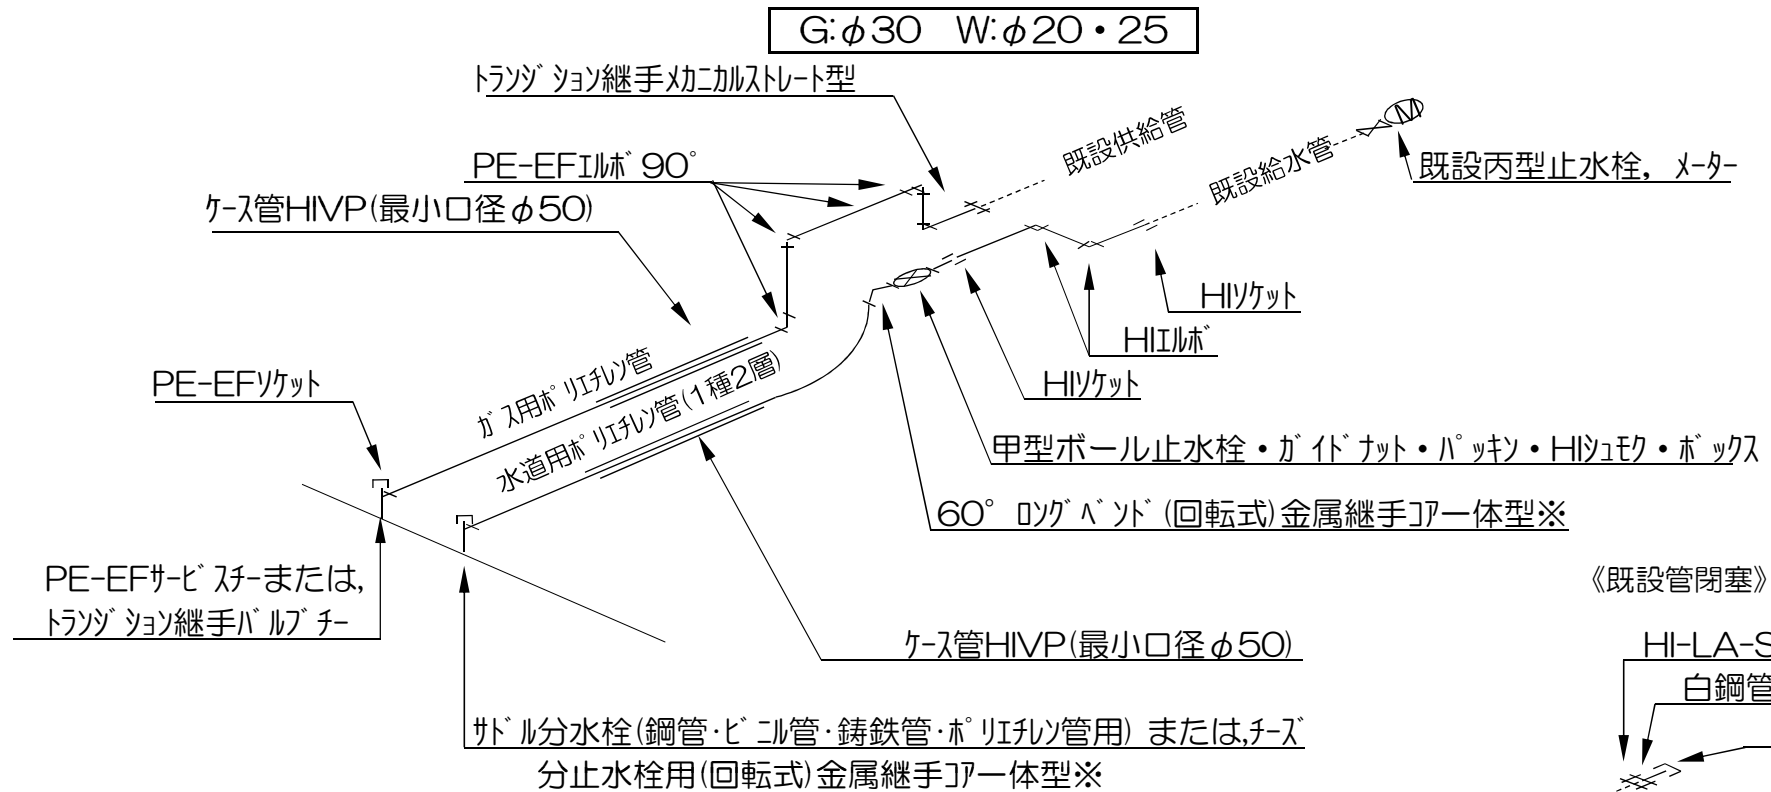 G:φ30　W:φ20・25
ﾄﾗﾝｼﾞｼｮﾝ継手ﾒｶﾆｶﾙｽﾄﾚｰﾄ型
既設供給管
M
PE-EFｴﾙﾎﾞ90°
既設給水管
既設丙型止水栓，ﾒｰﾀｰ
ｹｰｽ管HIVP(最小口径φ50)
HIｿｹｯﾄ
HIｴﾙﾎﾞ
ｶﾞｽ用ﾎﾟﾘｴﾁﾚﾝ管
PE-EFｿｹｯﾄ
HIｿｹｯﾄ
水道用ﾎﾟﾘｴﾁﾚﾝ管(1種2層)
甲型ボール止水栓・ｶﾞｲﾄﾞﾅｯﾄ・ﾊﾟｯｷﾝ・HIｼｭﾓｸ・ﾎﾞｯｸｽ
60°ﾛﾝｸﾞﾍﾞﾝﾄﾞ(回転式)金属継手ｺｱ一体型※
PE-EFｻｰﾋﾞｽﾁｰまたは,
ﾄﾗﾝｼﾞｼｮﾝ継手ﾊﾞﾙﾌﾞﾁｰ
《既設管閉塞》
ｹｰｽ管HIVP(最小口径φ50)
HI-LA-S
白鋼管
ｻﾄﾞﾙ分水栓(鋼管･ﾋﾞﾆﾙ管･鋳鉄管･ﾎﾟﾘｴﾁﾚﾝ管用) または,ﾁｰｽﾞ
分止水栓用(回転式)金属継手ｺｱ一体型※